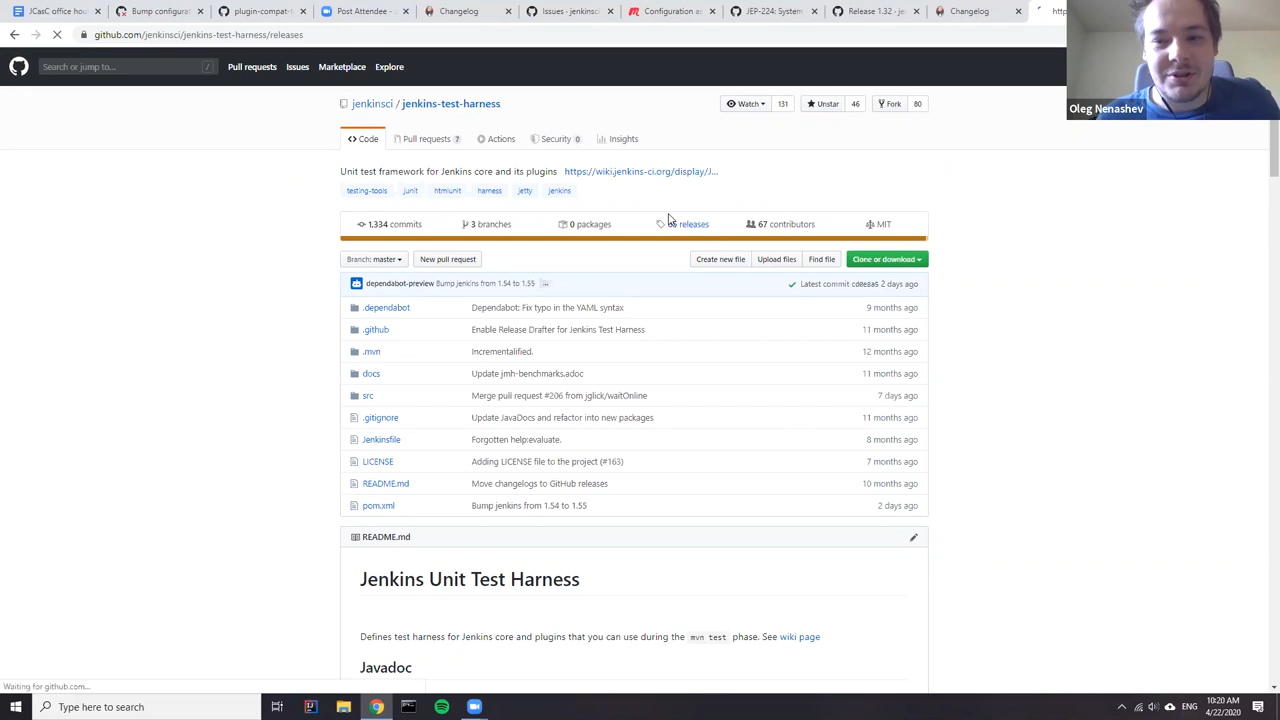 JCasC office hou
Bump configurat
plugin-compat-t
Post Attendee -
Changelog
Issues · jenkinsc
Configuration as
JEP-224: System
Release 1.32 · jen
Changelog
github.com/jenkinsci/jenkins-test-harness/releases
Search or jump to...
/
Pull requests
Issues
Marketplace
Explore
Oleg Nenashev
jenkinsci / jenkins-test-harness
Watch
131
Unstar
46
Fork
80
Code
Pull requests 7
Actions
Security 0
Insights
Unit test framework for Jenkins core and its plugins https://wiki.jenkins-ci.org/display/J...
testing-tools junit htmlunit harness jetty jenkins
1,334 commits
3 branches
0 packages
releases
67 contributors
MIT
Branch: master
New pull request
Create new file
Upload files
Find file
Clone or download
dependabot-preview Bump jenkins from 1.54 to 1.55 ...
Latest commit cd0e8a5 2 days ago
.dependabot Dependabot: Fix typo in the YAML syntax 9 months ago
.github Enable Release Drafter for Jenkins Test Harness 11 months ago
.mvn Incrementalified. 12 months ago
docs Update jmh-benchmarks.adoc 11 months ago
src Merge pull request #206 from jglick/waitOnline 7 days ago
.gitignore Update JavaDocs and refactor into new packages 11 months ago
Jenkinsfile Forgotten help:evaluate. 8 months ago
LICENSE Adding LICENSE file to the project (#163) 7 months ago
README.md Move changelogs to GitHub releases 10 months ago
pom.xml Bump jenkins from 1.54 to 1.55 2 days ago
README.md
Jenkins Unit Test Harness
Defines test harness for Jenkins core and plugins that you can use during the mvn test phase. See wiki page
Javadoc
Waiting for github.com...
Type here to search
ENG
10:20 AM
4/22/2020